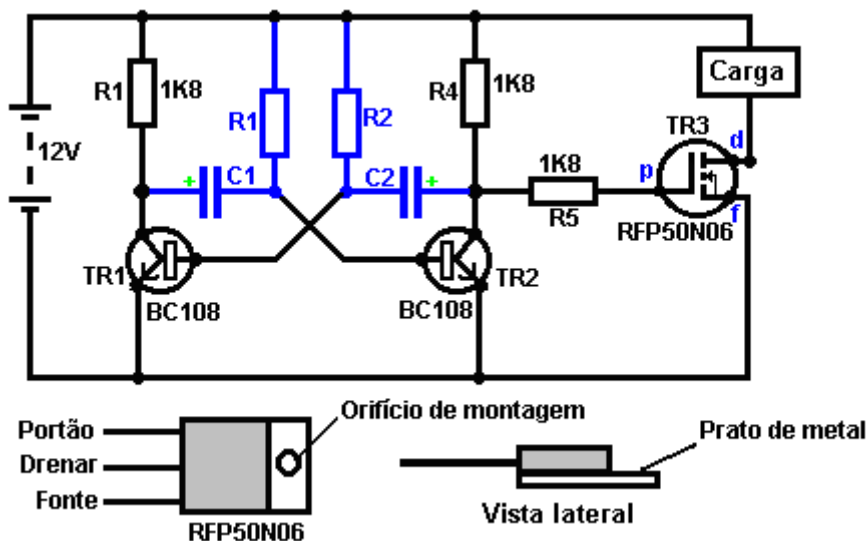 R1
1K8
R1
R2
R4
1K8
Carga
12V
+
C1
C2
+
1K8
R5
TR3
d
p
f
RFP50N06
TR1
BC108
BC108
TR2
Portão
Drenar
Fonte
RFP50N06
Orifício de montagem
Prato de metal
Vista lateral